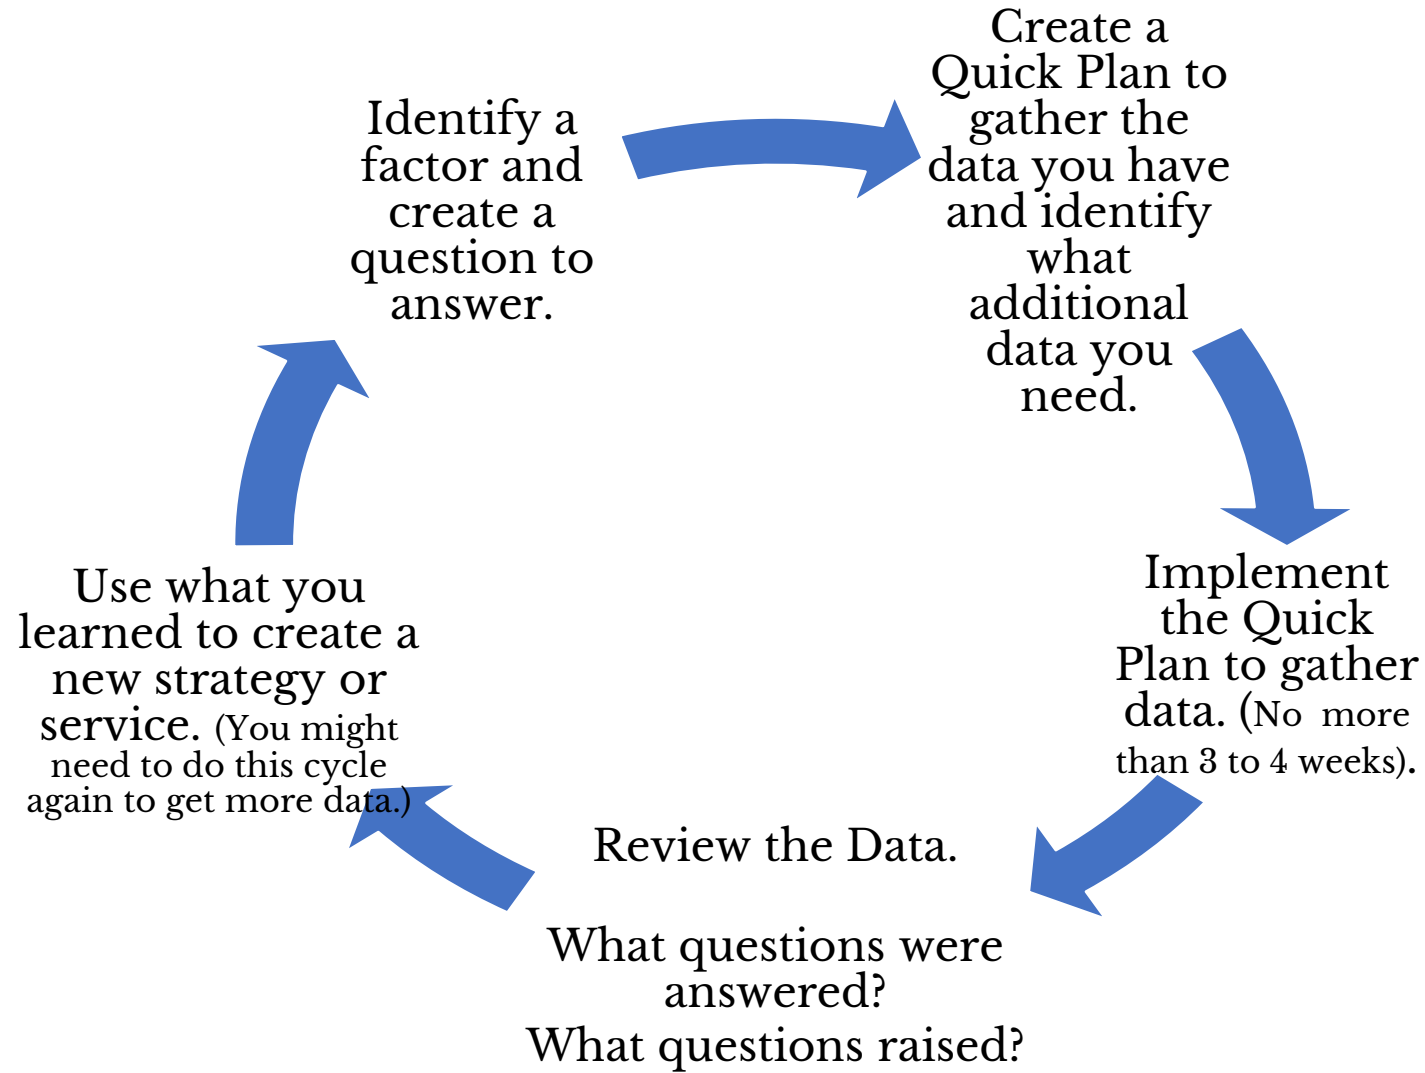 Identify a
factor and
create a
question to
answer.
Create a
Quick Plan to
gather the
data you have
and identify
what
additional
data you
need.
Implement
the Quick
Plan to gather
data. (No  more
than 3 to 4 weeks).
Review the Data.
What questions were
answered?
What questions raised?
Use what you
learned to create a
new strategy or
service. (You might
need to do this cycle
again to get more data.)